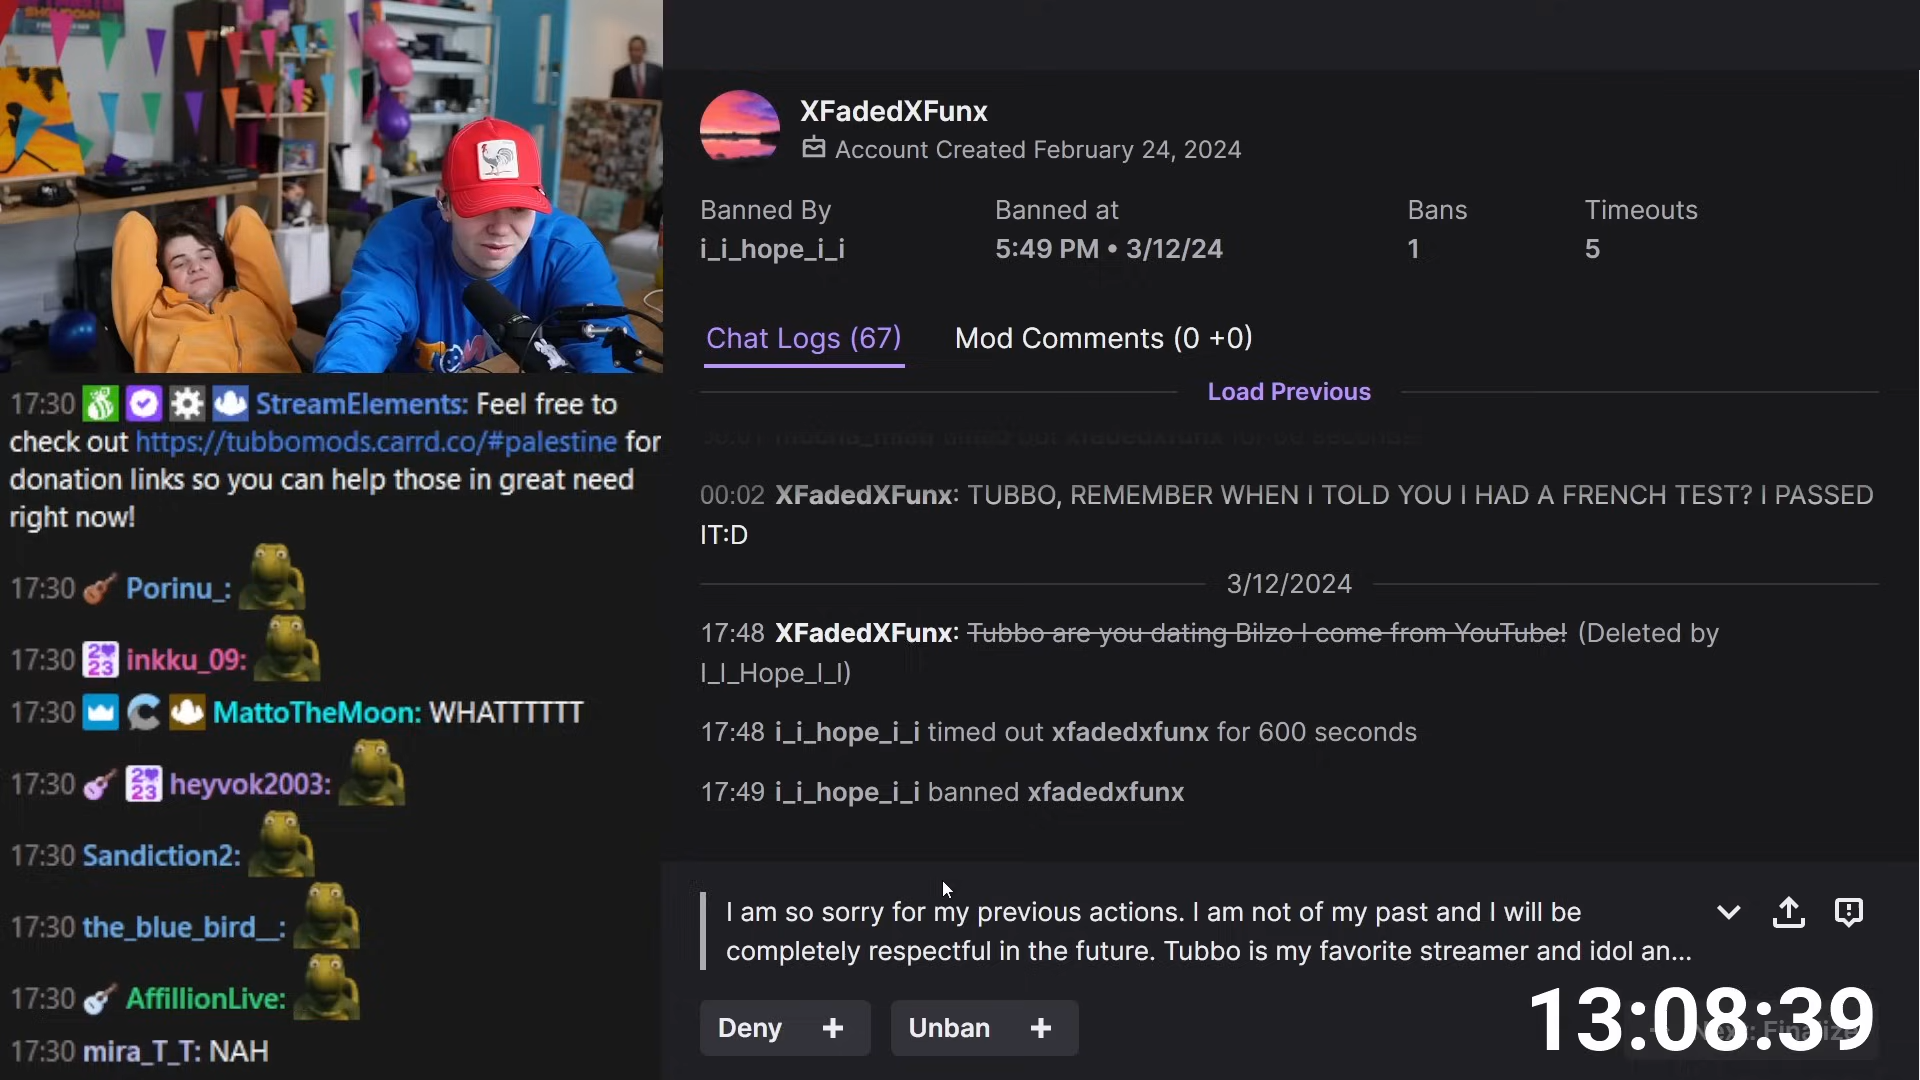 SHOWDOWN
XFadedXFunx
Account Created February 24, 2024
Banned By
Banned at
Bans
Timeouts
i_i_hope_i_i
5:49 PM • 3/12/24
1
5
Chat Logs (67)
Mod Comments (0 +0)
Load Previous
00:02 XFadedXFunx: TUBBO, REMEMBER WHEN I TOLD YOU I HAD A FRENCH TEST? I PASSED
IT:D
3/12/2024
17:48 XFadedXFunx: Tubbo are you dating Bilzo I come from YouTube! (Deleted by
I_I_Hope_I_I)
17:48 i_i_hope_i_i timed out xfadedxfunx for 600 seconds
17:49 i_i_hope_i_i banned xfadedxfunx
I am so sorry for my previous actions. I am not of my past and I will be
completely respectful in the future. Tubbo is my favorite streamer and idol an...
Deny +
Unban +
13:08:39
17:30 StreamElements: Feel free to
check out https://tubbomods.carrd.co/#palestine for
donation links so you can help those in great need
right now!
17:30 Porinu_:
17:30 2 23 inkku_09:
17:30 MattoTheMoon: WHATTTTTT
17:30 2 23 heyvok2003:
17:30 Sandiction2:
17:30 the_blue_bird__:
17:30 AffillionLive:
17:30 mira_T_T: NAH